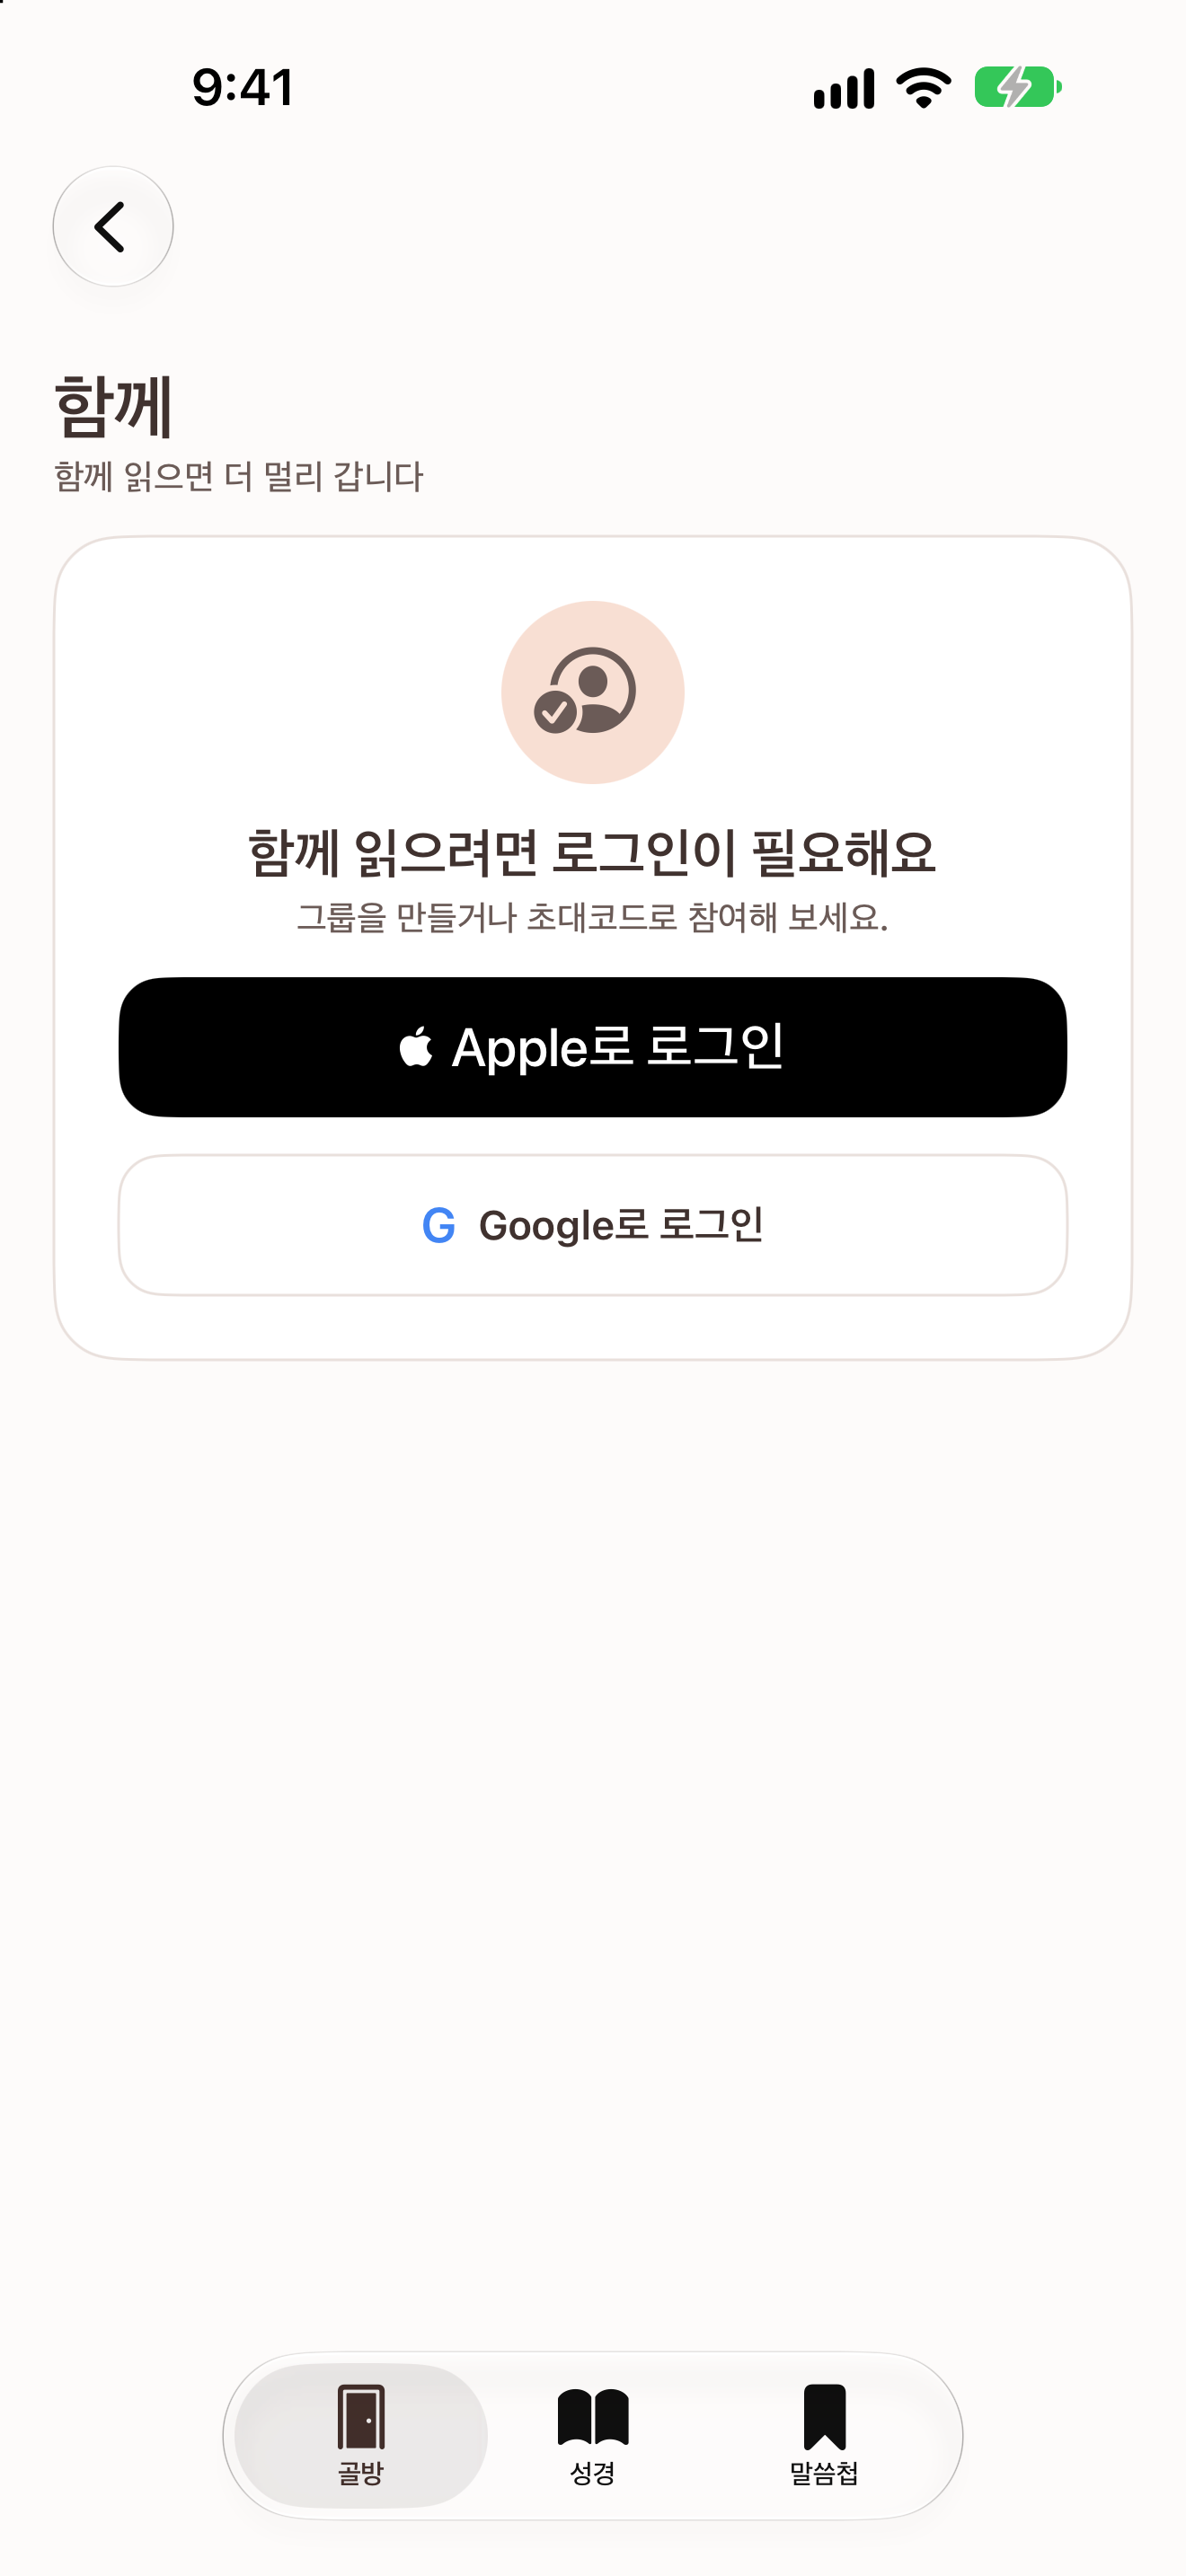 9:41
함께
함께 읽으면 더 멀리 갑니다
함께 읽으려면 로그인이 필요해요
그룹을 만들거나 초대코드로 참여해 보세요.
Apple로 로그인
G Google로 로그인
골방 성경 말씀첩